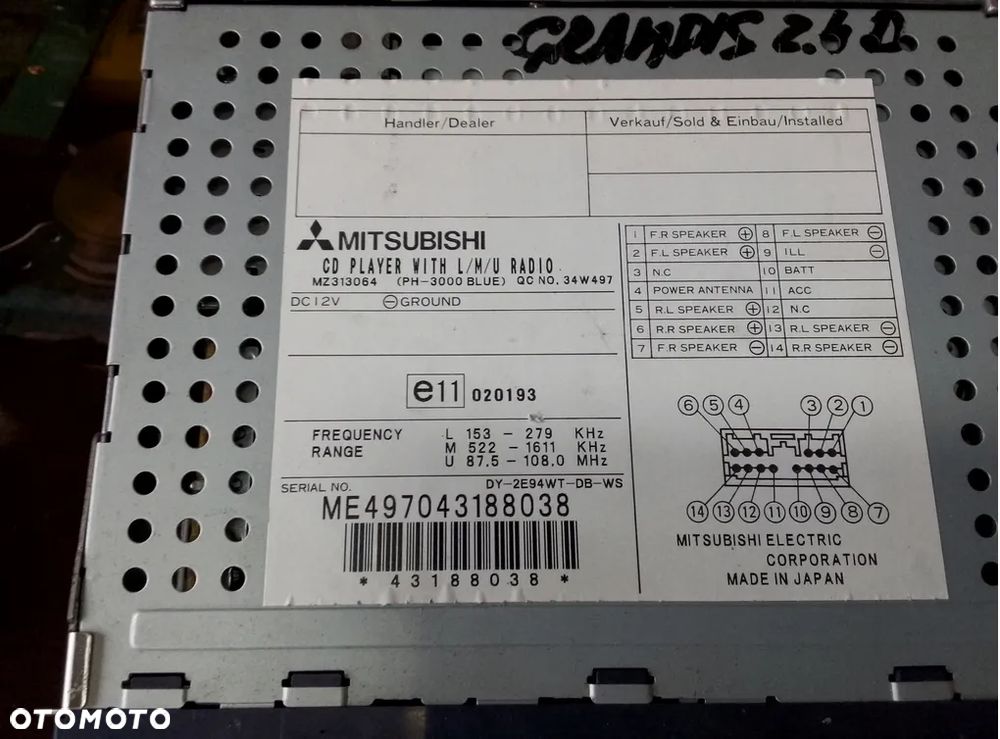 GRANDIS 2.4 D.
Handler/Dealer
Verkauf/Sold & Einbau/Installed
MITSUBISHI
CD PLAYER WITH L/M/U RADIO
MZ313064 (PH-3000 BLUE) QC NO. 34W497
DC12V ⊖GROUND
1 F.R SPEAKER ⊕ 8 F.L SPEAKER ⊖
2 F.L SPEAKER ⊕ 9 ILL ⊖
3 N.C 10 BATT
4 POWER ANTENNA 11 ACC
5 R.L SPEAKER ⊕ 12 N.C
6 R.R SPEAKER ⊕ 13 R.L SPEAKER ⊖
7 F.R SPEAKER ⊖ 14 R.R SPEAKER ⊖
e11 020193
FREQUENCY RANGE
L 153 - 279 KHz
M 522 - 1611 KHz
U 87.5 - 108.0 MHz
SERIAL NO. DY-2E94WT-DB-WS
ME497043188038
* 43188038 *
6 5 4 3 2 1
14 13 12 11 10 9 8 7
MITSUBISHI ELECTRIC
CORPORATION
MADE IN JAPAN
OTOMOTO